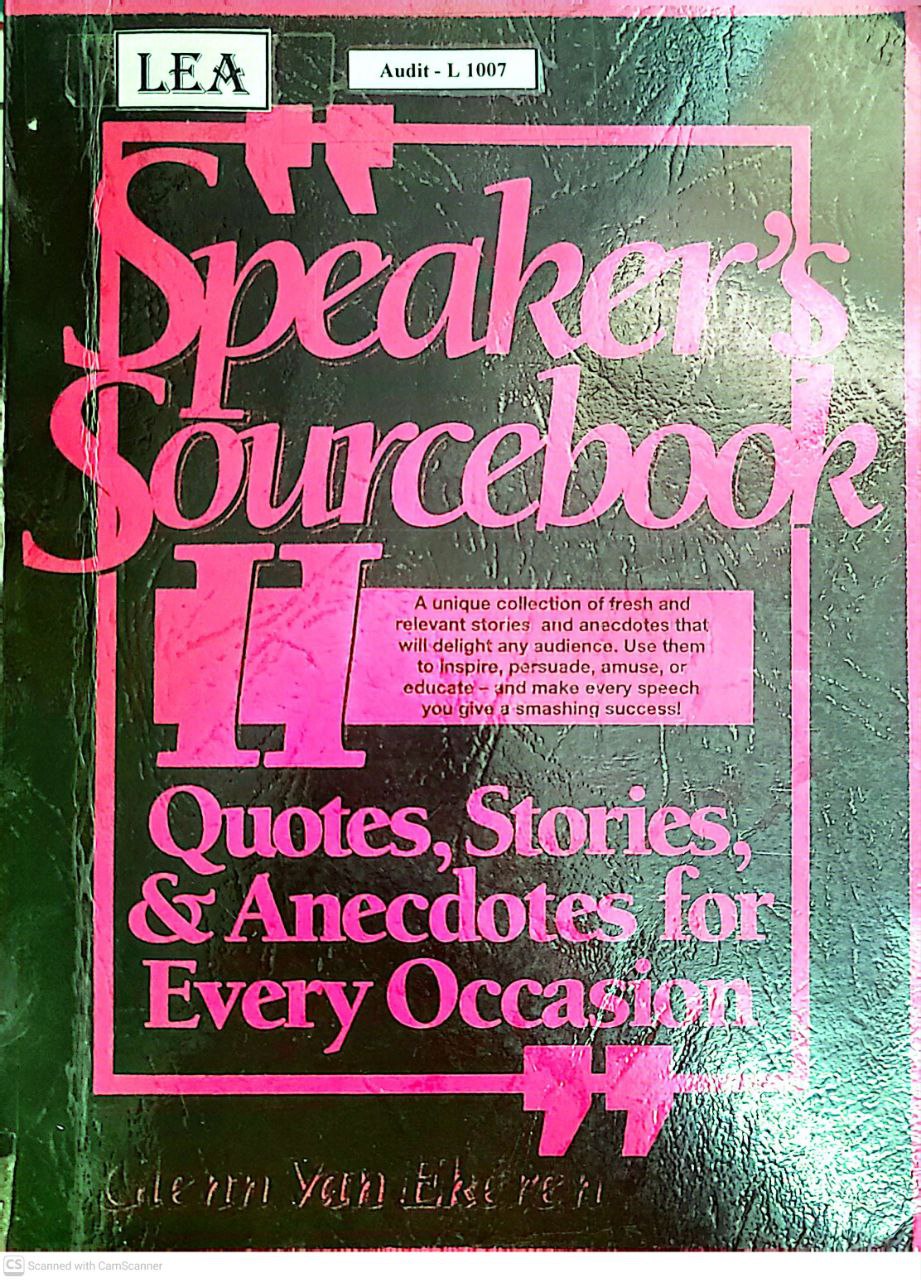 LEA
Audit - L 1007
“
Speaker's
Sourcebook
II
A unique collection of fresh and
relevant stories and anecdotes that
will delight any audience. Use them
to inspire, persuade, amuse, or
educate – and make every speech
you give a smashing success!
Quotes, Stories,
& Anecdotes for
Every Occasion
”
Glenn Van Ekeren
CS Scanned with CamScanner